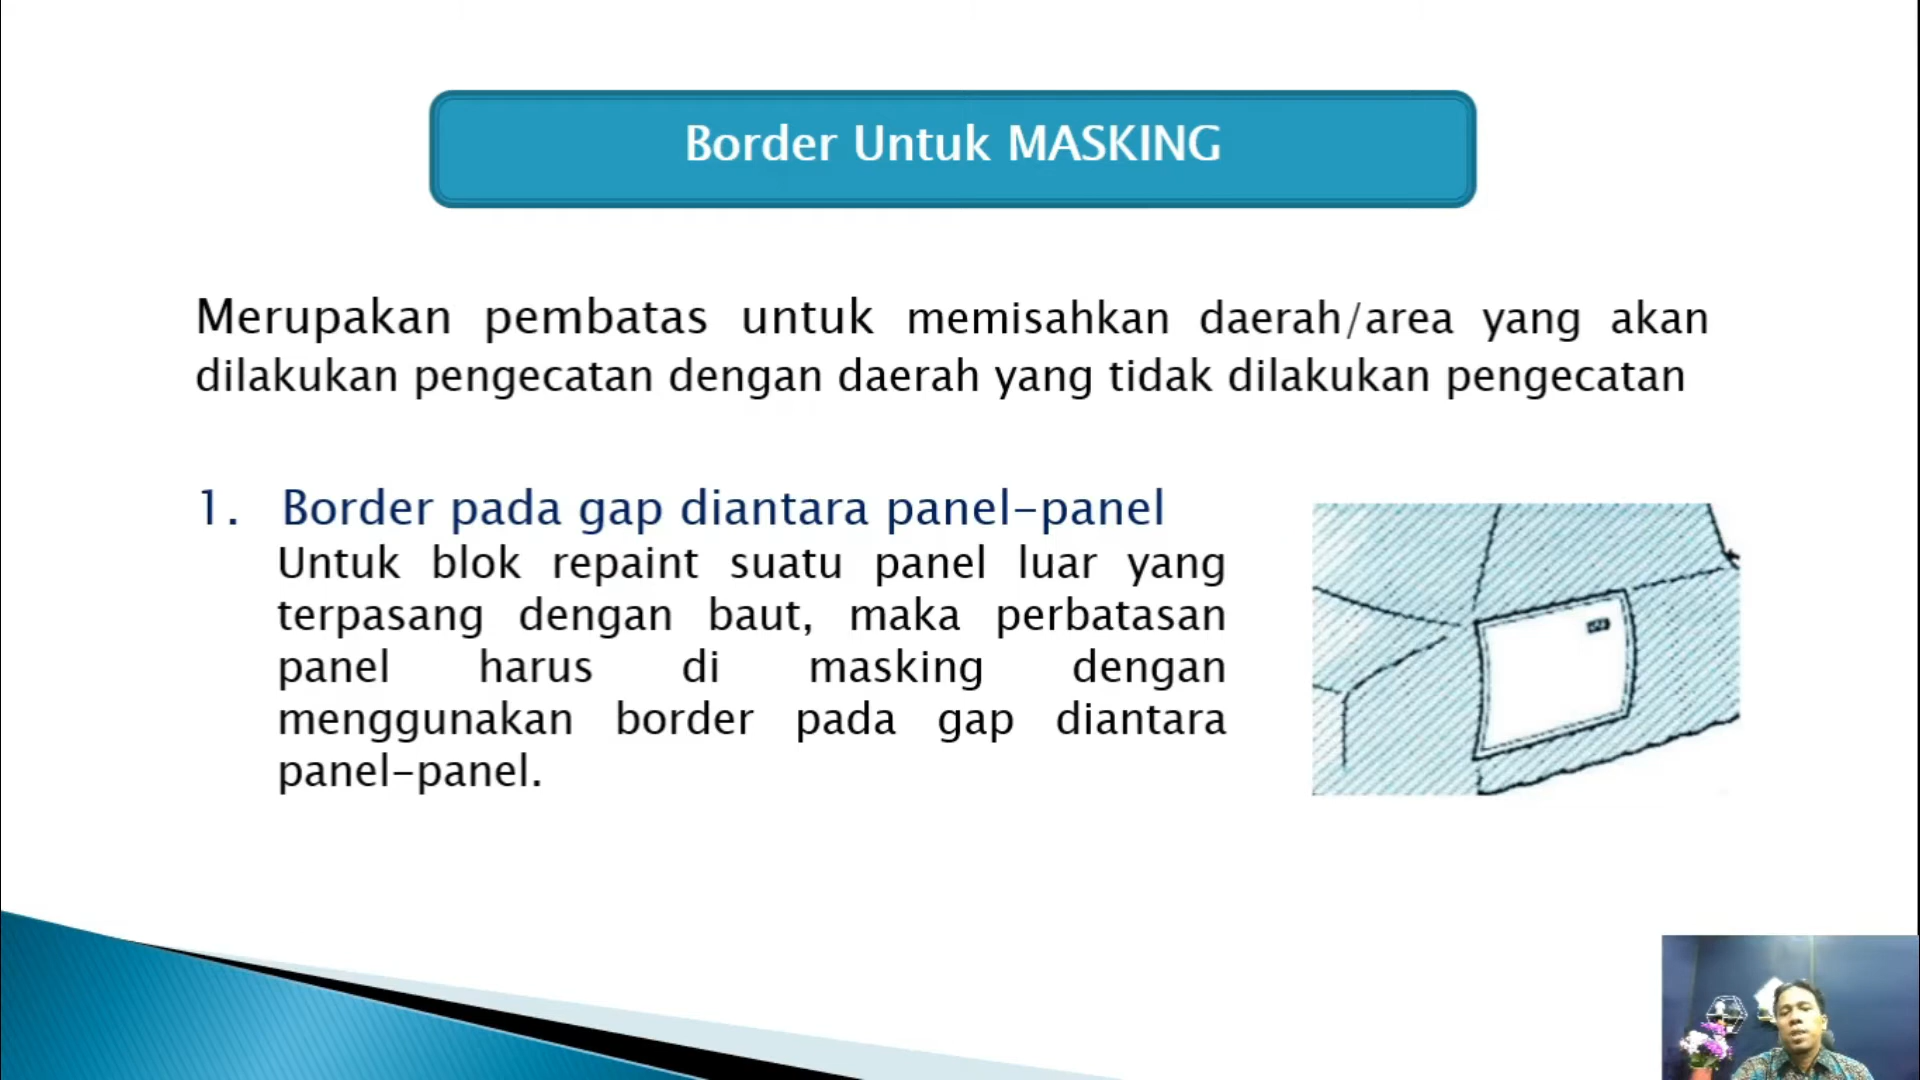 Border Untuk MASKING
Merupakan pembatas untuk memisahkan daerah/area yang akan
dilakukan pengecatan dengan daerah yang tidak dilakukan pengecatan
1. Border pada gap diantara panel-panel
Untuk blok repaint suatu panel luar yang
terpasang dengan baut, maka perbatasan
panel harus di masking dengan
menggunakan border pada gap diantara
panel-panel.